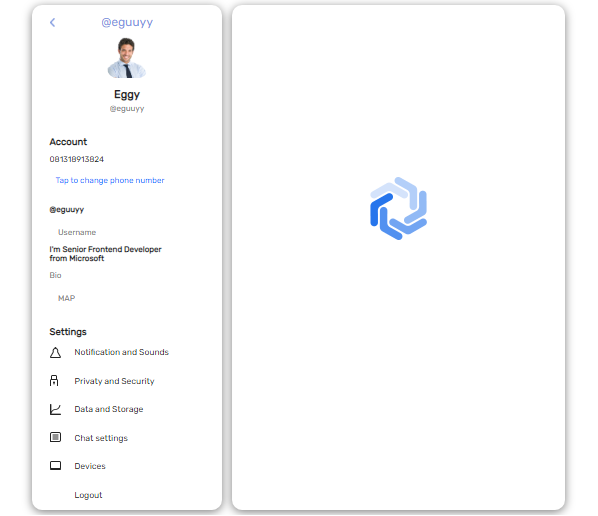 @eguuyy
Eggy
@eguuyy
Account
081318913824
Tap to change phone number
@eguuyy
Username
I'm Senior Frontend Developer
from Microsoft
Bio
MAP
Settings
Notification and Sounds
Privaty and Security
Data and Storage
Chat settings
Devices
Logout